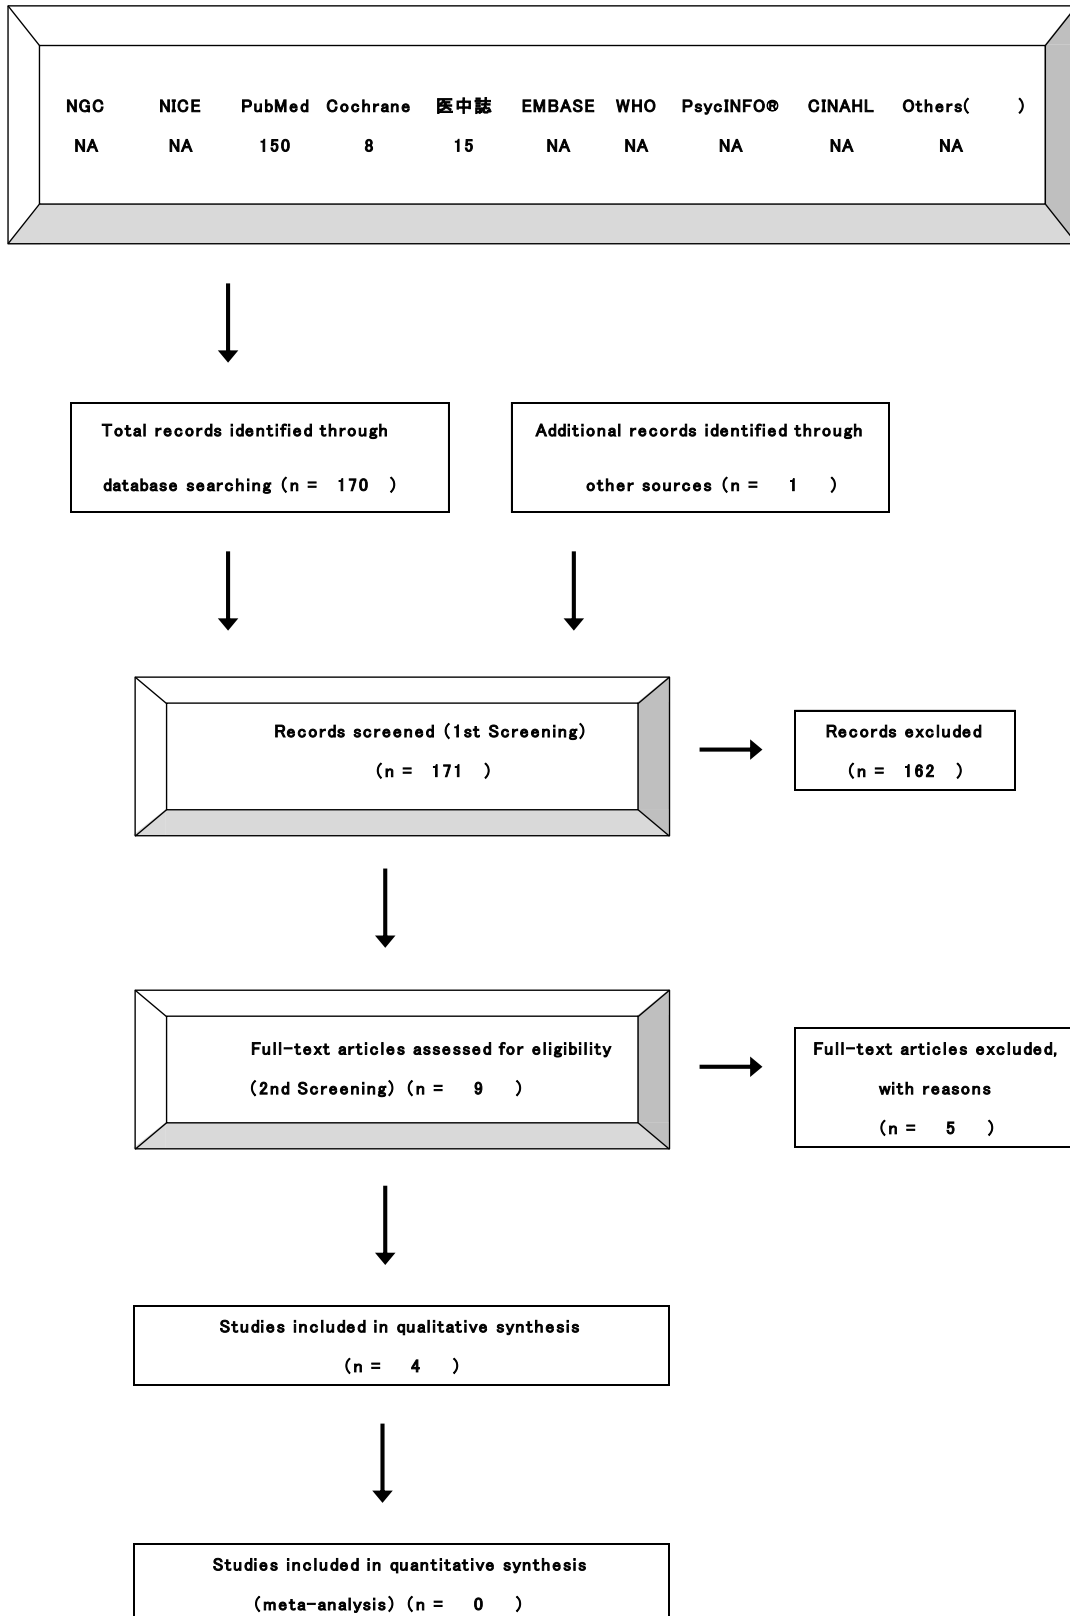 NGC NICE PubMed Cochrane 医中誌 EMBASE WHO PsycINFO® CINAHL Others( )
NA NA 150 8 15 NA NA NA NA NA
Total records identified through
database searching (n = 170 )
Additional records identified through
other sources (n = 1 )
Records screened (1st Screening)
(n = 171 )
Records excluded
(n = 162 )
Full-text articles assessed for eligibility
(2nd Screening) (n = 9 )
Full-text articles excluded,
with reasons
(n = 5 )
Studies included in qualitative synthesis
(n = 4 )
Studies included in quantitative synthesis
(meta-analysis) (n = 0 )